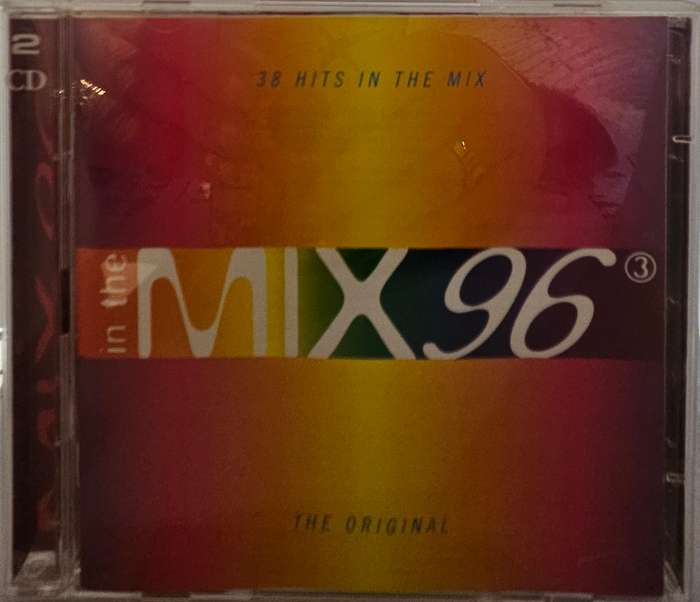 2
CD
38 HITS IN THE MIX
in the MIX 96 ③
THE ORIGINAL